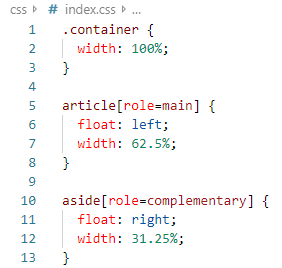 css > # index.css > ...
1 .container {
2   width: 100%;
3 }
4
5 article[role=main] {
6   float: left;
7   width: 62.5%;
8 }
9
10 aside[role=complementary] {
11   float: right;
12   width: 31.25%;
13 }